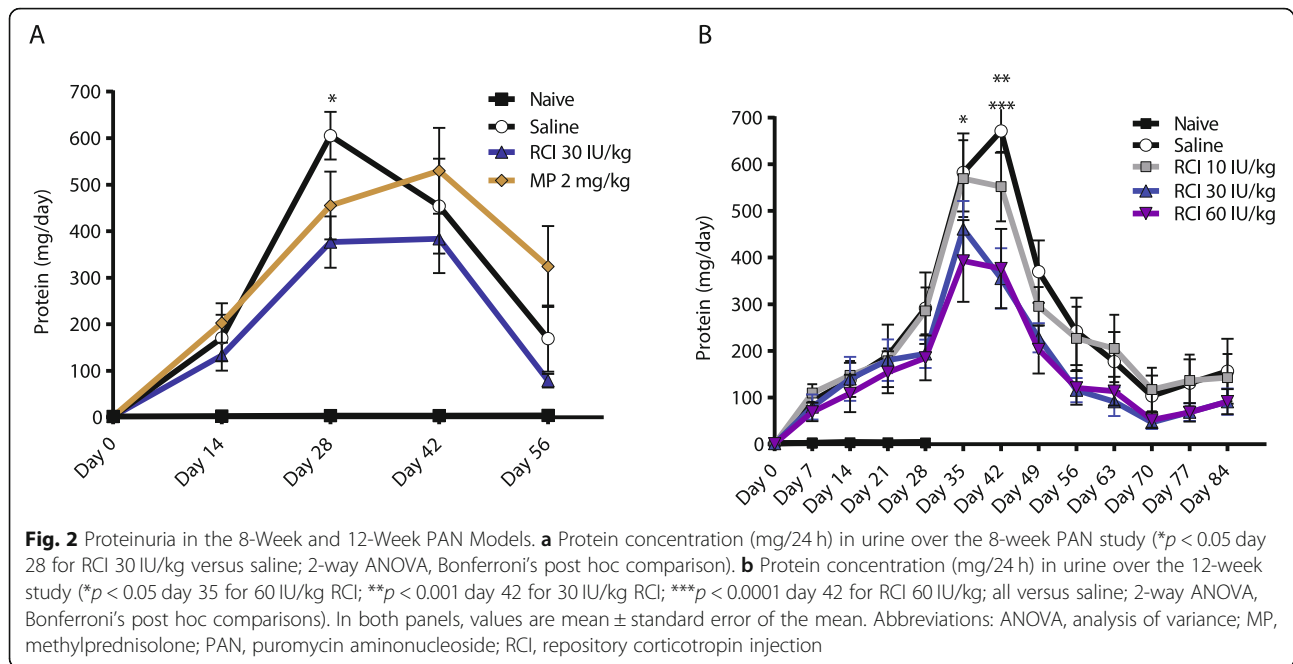 A
Protein (mg/day)
700
600
500
400
300
200
100
0
*
Naive
Saline
RCI 30 IU/kg
MP 2 mg/kg
Day 0
Day 14
Day 28
Day 42
Day 56
B
Protein (mg/day)
700
600
500
400
300
200
100
0
*
**
***
Naive
Saline
RCI 10 IU/kg
RCI 30 IU/kg
RCI 60 IU/kg
Day 0
Day 7
Day 14
Day 21
Day 28
Day 35
Day 42
Day 49
Day 56
Day 63
Day 70
Day 77
Day 84
Fig. 2 Proteinuria in the 8-Week and 12-Week PAN Models. a Protein concentration (mg/24 h) in urine over the 8-week PAN study (*p < 0.05 day
28 for RCI 30 IU/kg versus saline; 2-way ANOVA, Bonferroni's post hoc comparison). b Protein concentration (mg/24 h) in urine over the 12-week
study (*p < 0.05 day 35 for 60 IU/kg RCI; **p < 0.001 day 42 for 30 IU/kg RCI; ***p < 0.0001 day 42 for RCI 60 IU/kg; all versus saline; 2-way ANOVA,
Bonferroni's post hoc comparisons). In both panels, values are mean ± standard error of the mean. Abbreviations: ANOVA, analysis of variance; MP,
methylprednisolone; PAN, puromycin aminonucleoside; RCI, repository corticotropin injection